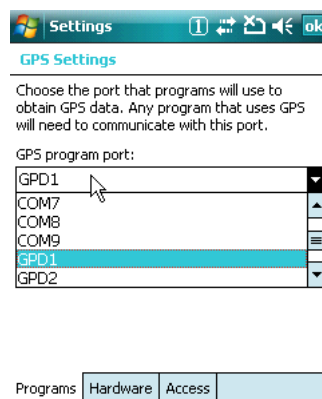 Settings 1 ok
GPS Settings
Choose the port that programs will use to
obtain GPS data. Any program that uses GPS
will need to communicate with this port.
GPS program port:
GPD1
COM7
COM8
COM9
GPD1
GPD2
Programs Hardware Access